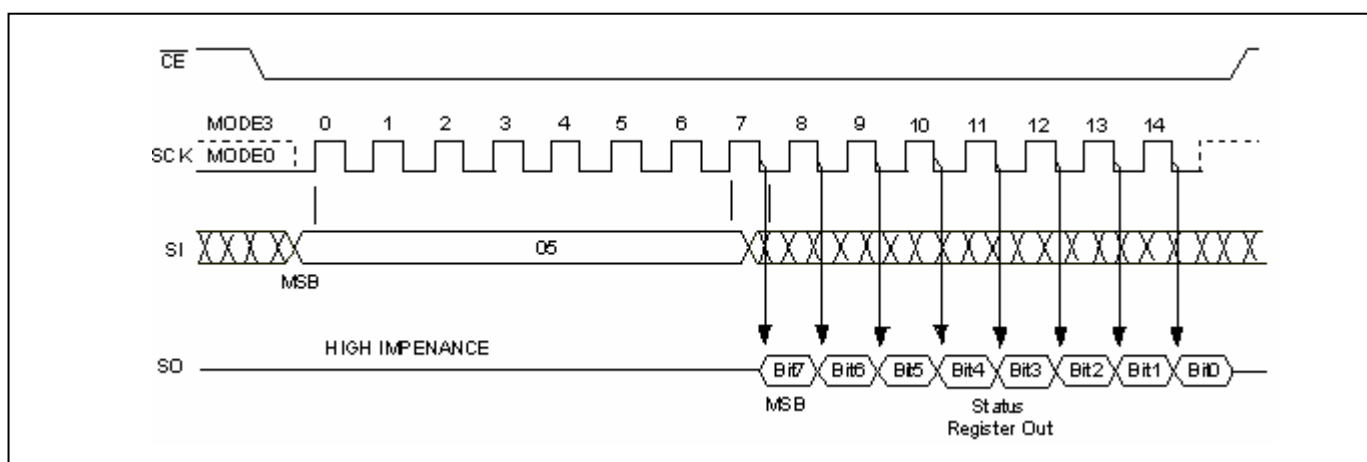 CE
MODE3 0 1 2 3 4 5 6 7 8 9 10 11 12 13 14
SCK MODE0
SI 05
MSB
HIGH IMPENANCE
SO Bit7 Bit6 Bit5 Bit4 Bit3 Bit2 Bit1 Bit0
MSB Status
Register Out